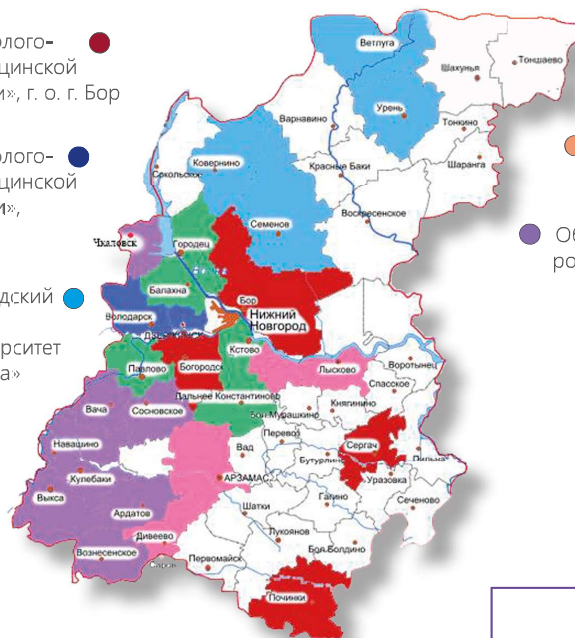 олого-
цинской
и», г. о. г. Бор
олого-
цинской
и»,
дский
рситет
а»
Об
ро
Ветлуга
Шахунья
Тоншаево
Урень
Варнавино
Тонкино
Ковернино
Сокольское
Красные Баки
Шаранга
Семенов
Воскресенское
Чкаловск
Городец
Балахна
Володарск
Бор
НИЖНИЙ
НОВГОРОД
Кстово
Павлово
Богородск
Лысково
Воротынец
Спасское
Вача
Сосновское
Дальнее Константиново
Княгинино
Бол.Мурашкино
Навашино
Вад
Перевоз
Сергач
Бутурлино
Пильна
Кулебаки
Выкса
АРЗАМАС
Уразовка
Ардатов
Шатки
Гагино
Сеченово
Дивеево
Лукоянов
Бол.Болдино
Вознесенское
Саров
Первомайск
Починки